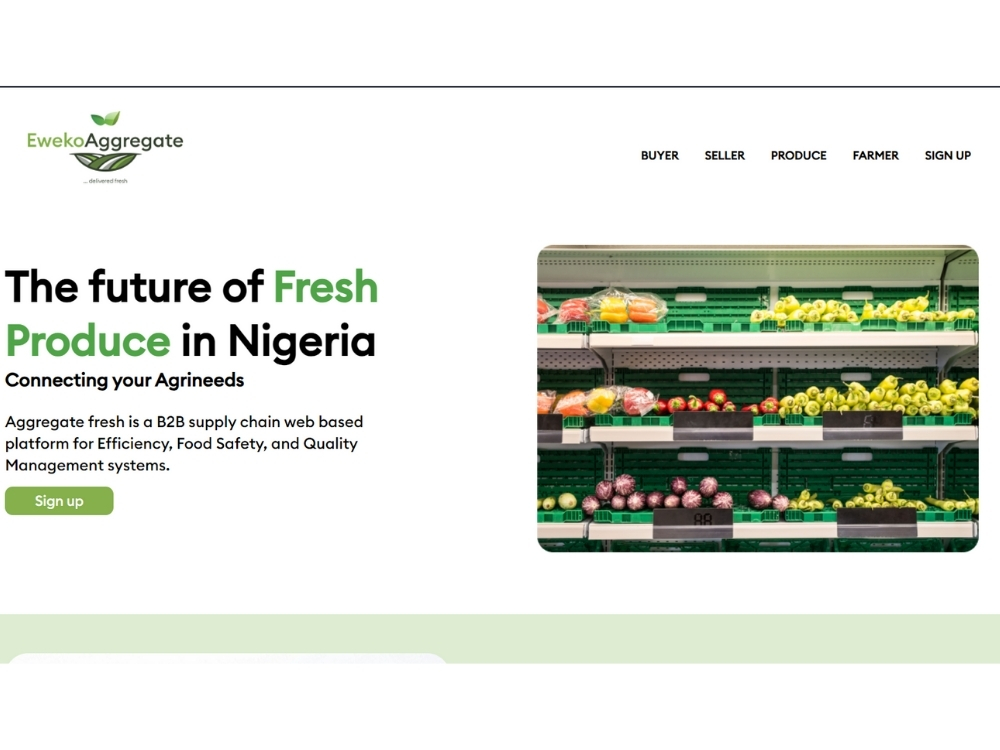 EwekoAggregate
... delivered fresh
BUYER SELLER PRODUCE FARMER SIGN UP
The future of Fresh
Produce in Nigeria
Connecting your Agrineeds
Aggregate fresh is a B2B supply chain web based
platform for Efficiency, Food Safety, and Quality
Management systems.
Sign up